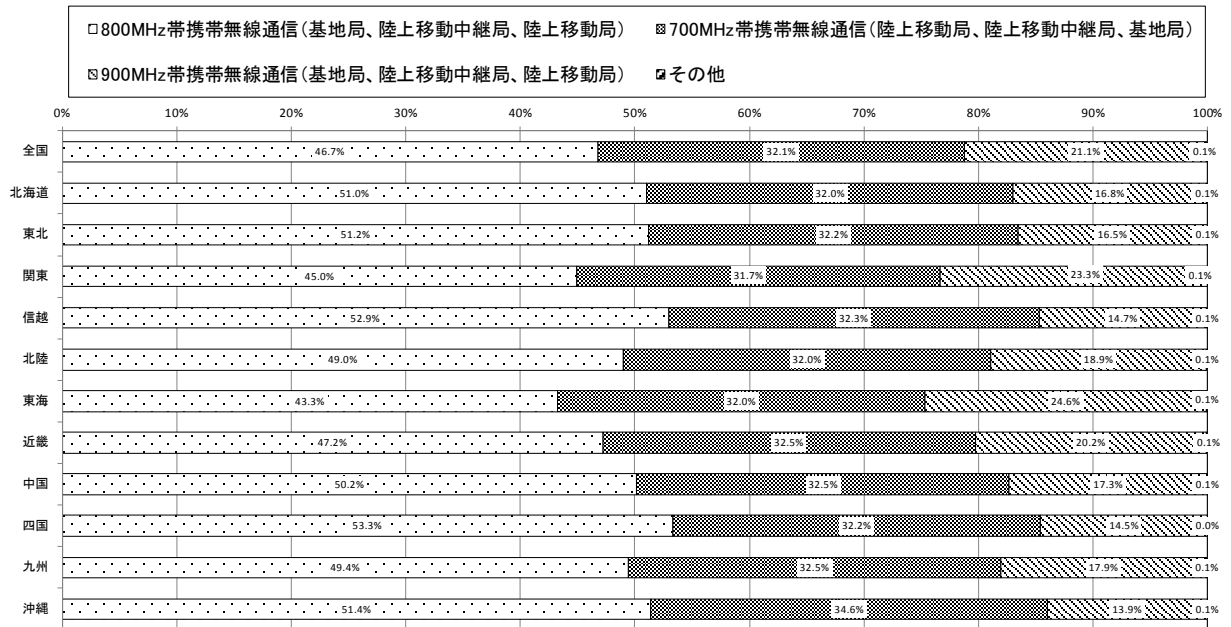 □800MHz帯携帯無線通信(基地局、陸上移動中継局、陸上移動局) 700MHz帯携帯無線通信(陸上移動局、陸上移動中継局、基地局)
900MHz帯携帯無線通信(基地局、陸上移動中継局、陸上移動局) その他
0% 10% 20% 30% 40% 50% 60% 70% 80% 90% 100%
全国 46.7% 32.1% 21.1% 0.1%
北海道 51.0% 32.0% 16.8% 0.1%
東北 51.2% 32.2% 16.5% 0.1%
関東 45.0% 31.7% 23.3% 0.1%
信越 52.9% 32.3% 14.7% 0.1%
北陸 49.0% 32.0% 18.9% 0.1%
東海 43.3% 32.0% 24.6% 0.1%
近畿 47.2% 32.5% 20.2% 0.1%
中国 50.2% 32.5% 17.3% 0.1%
四国 53.3% 32.2% 14.5% 0.0%
九州 49.4% 32.5% 17.9% 0.1%
沖縄 51.4% 34.6% 13.9% 0.1%